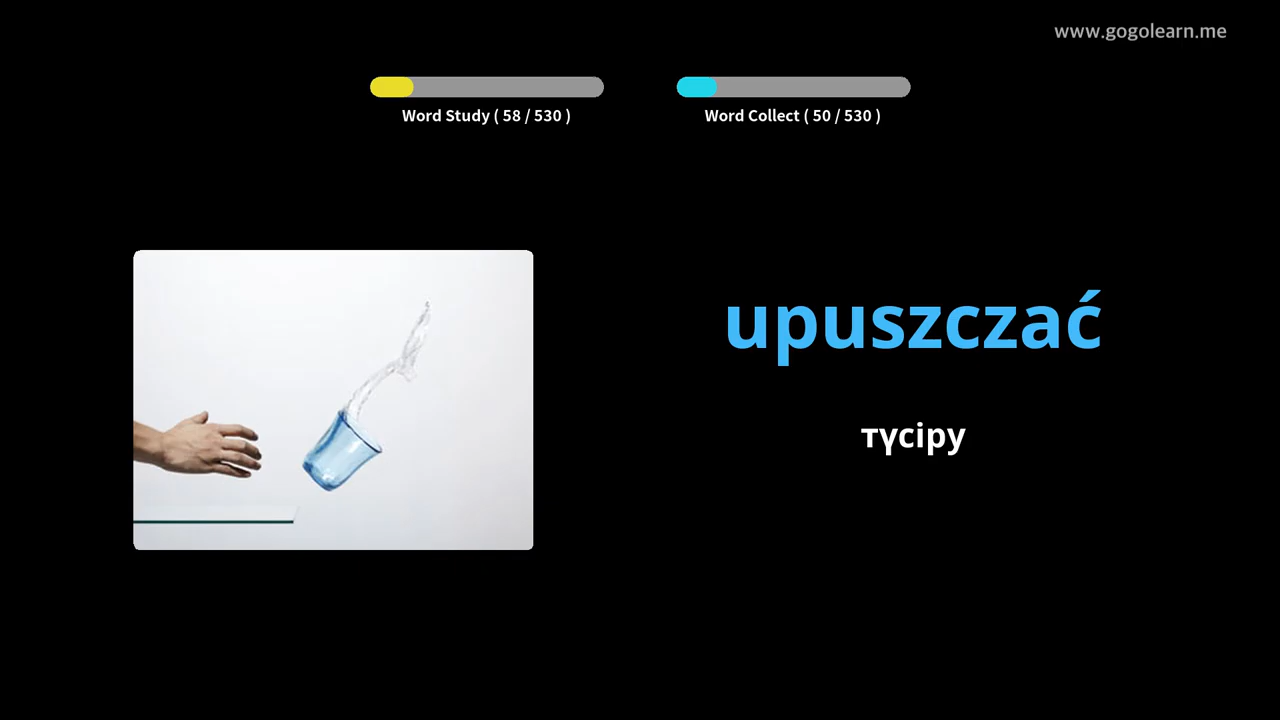 www.gogolearn.me
Word Study ( 58 / 530 )
Word Collect ( 50 / 530 )
upuszczać
түсіру